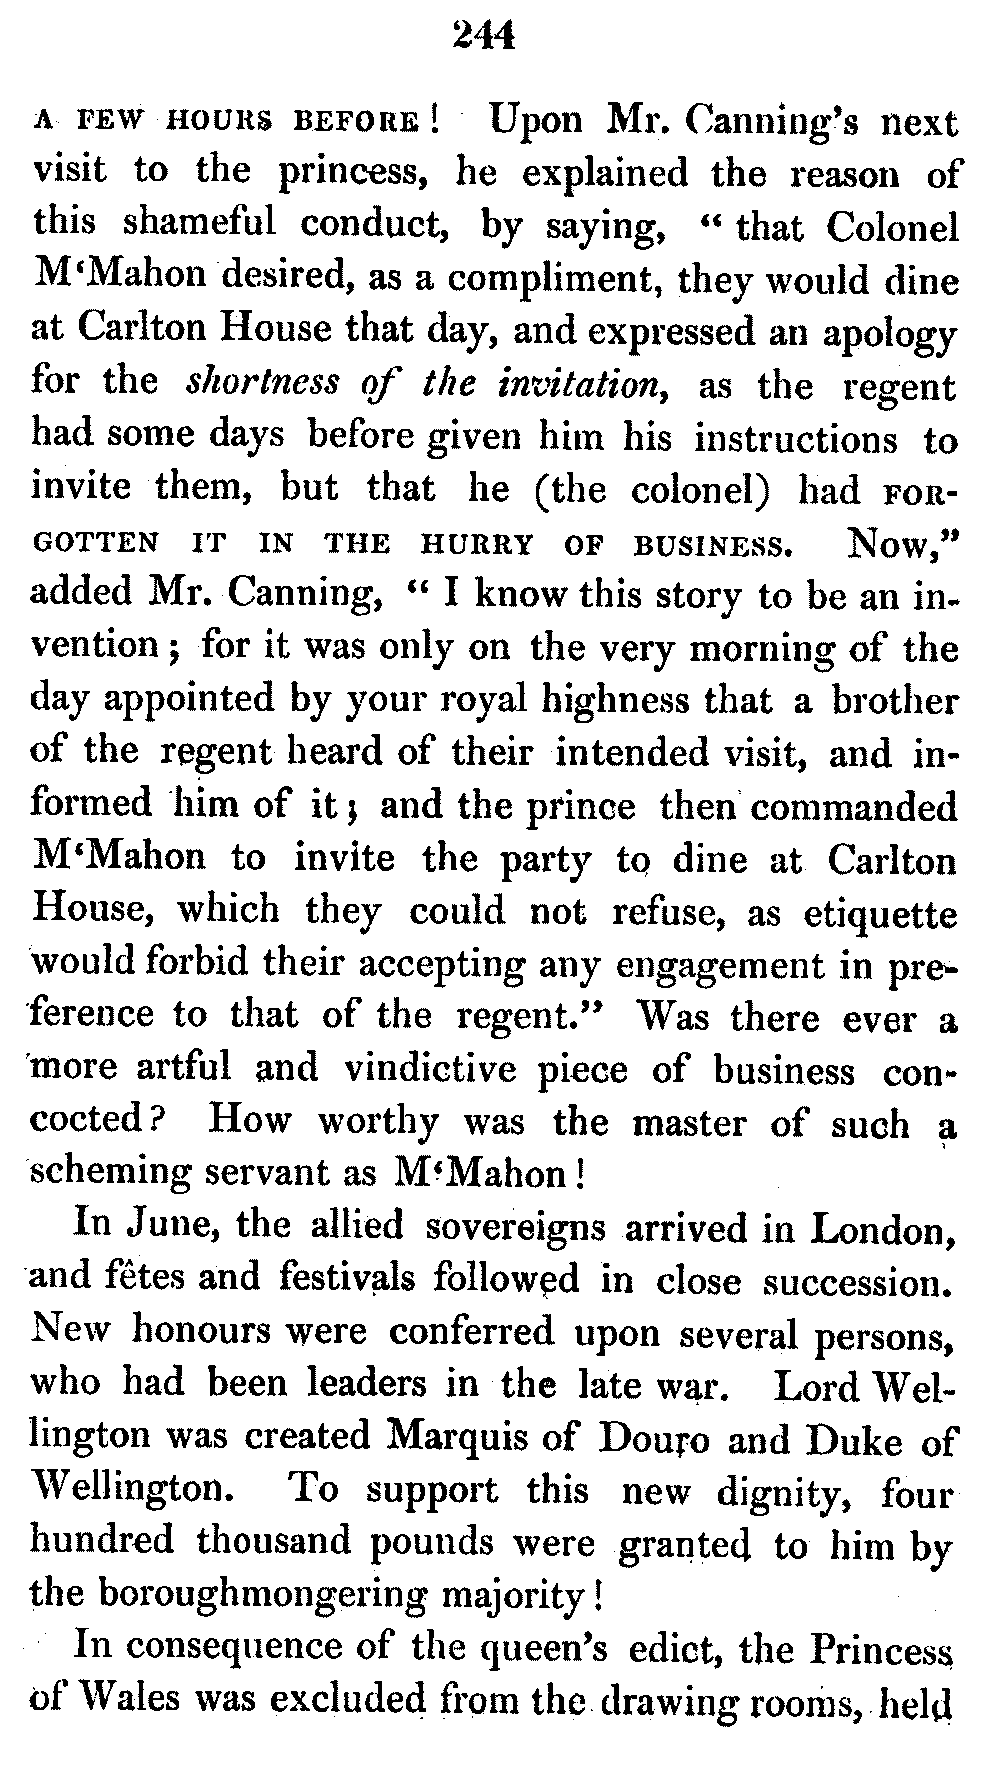 244
A FEW HOURS BEFORE! Upon Mr. Canning's next
visit to the princess, he explained the reason of
this shameful conduct, by saying, “ that Colonel
M‘Mahon desired, as a compliment, they would dine
at Carlton House that day, and expressed an apology
for the shortness of the invitation, as the regent
had some days before given him his instructions to
invite them, but that he (the colonel) had FOR-
GOTTEN IT IN THE HURRY OF BUSINESS. Now,”
added Mr. Canning, “ I know this story to be an in-
vention ; for it was only on the very morning of the
day appointed by your royal highness that a brother
of the regent heard of their intended visit, and in-
formed him of it ; and the prince then commanded
M‘Mahon to invite the party to dine at Carlton
House, which they could not refuse, as etiquette
would forbid their accepting any engagement in pre-
ference to that of the regent.” Was there ever a
more artful and vindictive piece of business con-
cocted? How worthy was the master of such a
scheming servant as M‘Mahon !
In June, the allied sovereigns arrived in London,
and fêtes and festivals followed in close succession.
New honours were conferred upon several persons,
who had been leaders in the late war. Lord Wel-
lington was created Marquis of Douro and Duke of
Wellington. To support this new dignity, four
hundred thousand pounds were granted to him by
the boroughmongering majority !
In consequence of the queen's edict, the Princess
of Wales was excluded from the drawing rooms, held